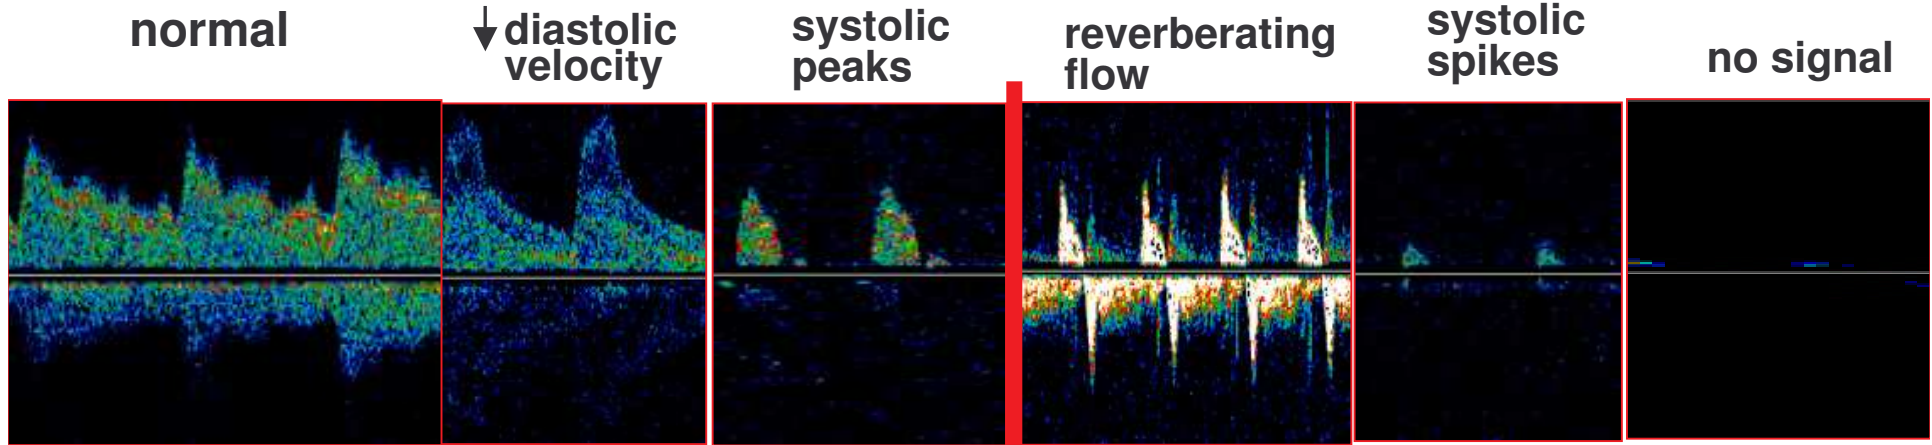 normal
↓ diastolic
velocity
systolic
peaks
reverberating
flow
systolic
spikes
no signal